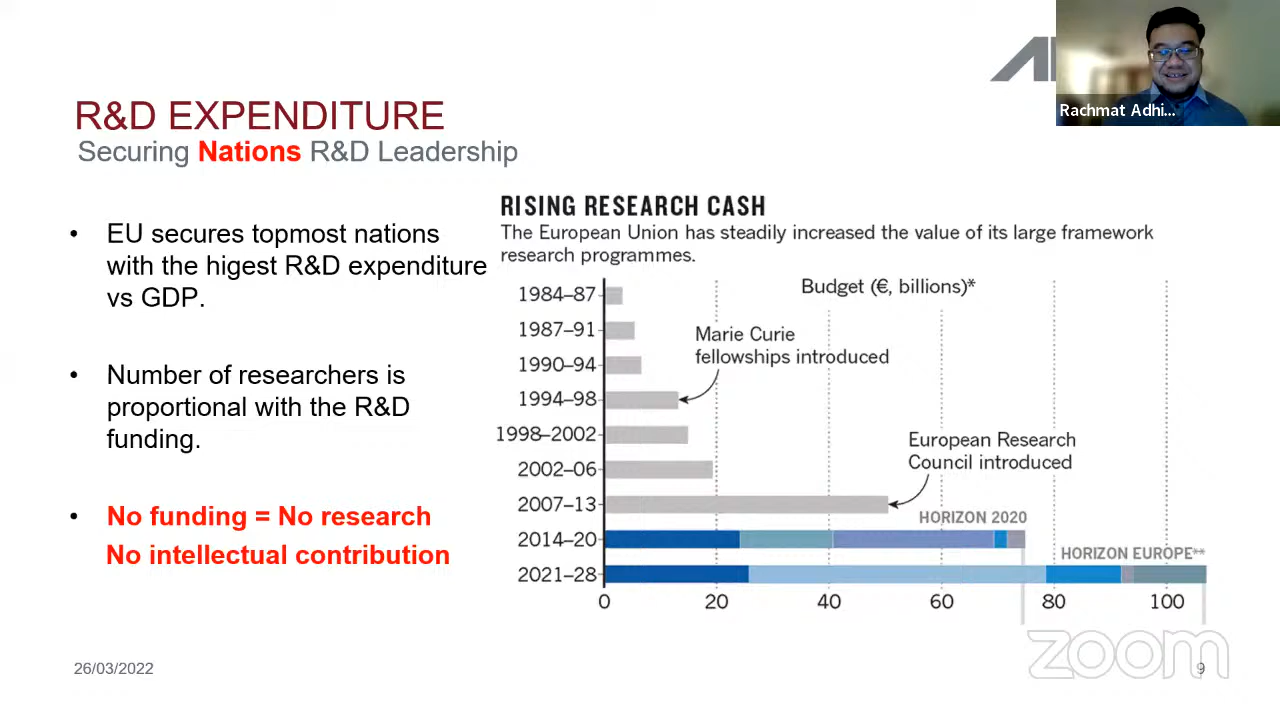 Rachmat Adhi...
R&D EXPENDITURE
Securing Nations R&D Leadership
• EU secures topmost nations
with the higest R&D expenditure
vs GDP.
• Number of researchers is
proportional with the R&D
funding.
• No funding = No research
No intellectual contribution
RISING RESEARCH CASH
The European Union has steadily increased the value of its large framework
research programmes.
Budget (€, billions)*
1984–87
1987–91
Marie Curie
fellowships introduced
1990–94
1994–98
1998–2002
European Research
Council introduced
2002–06
2007–13
HORIZON 2020
2014–20
HORIZON EUROPE**
2021–28
0 20 40 60 80 100
zoom
26/03/2022
9